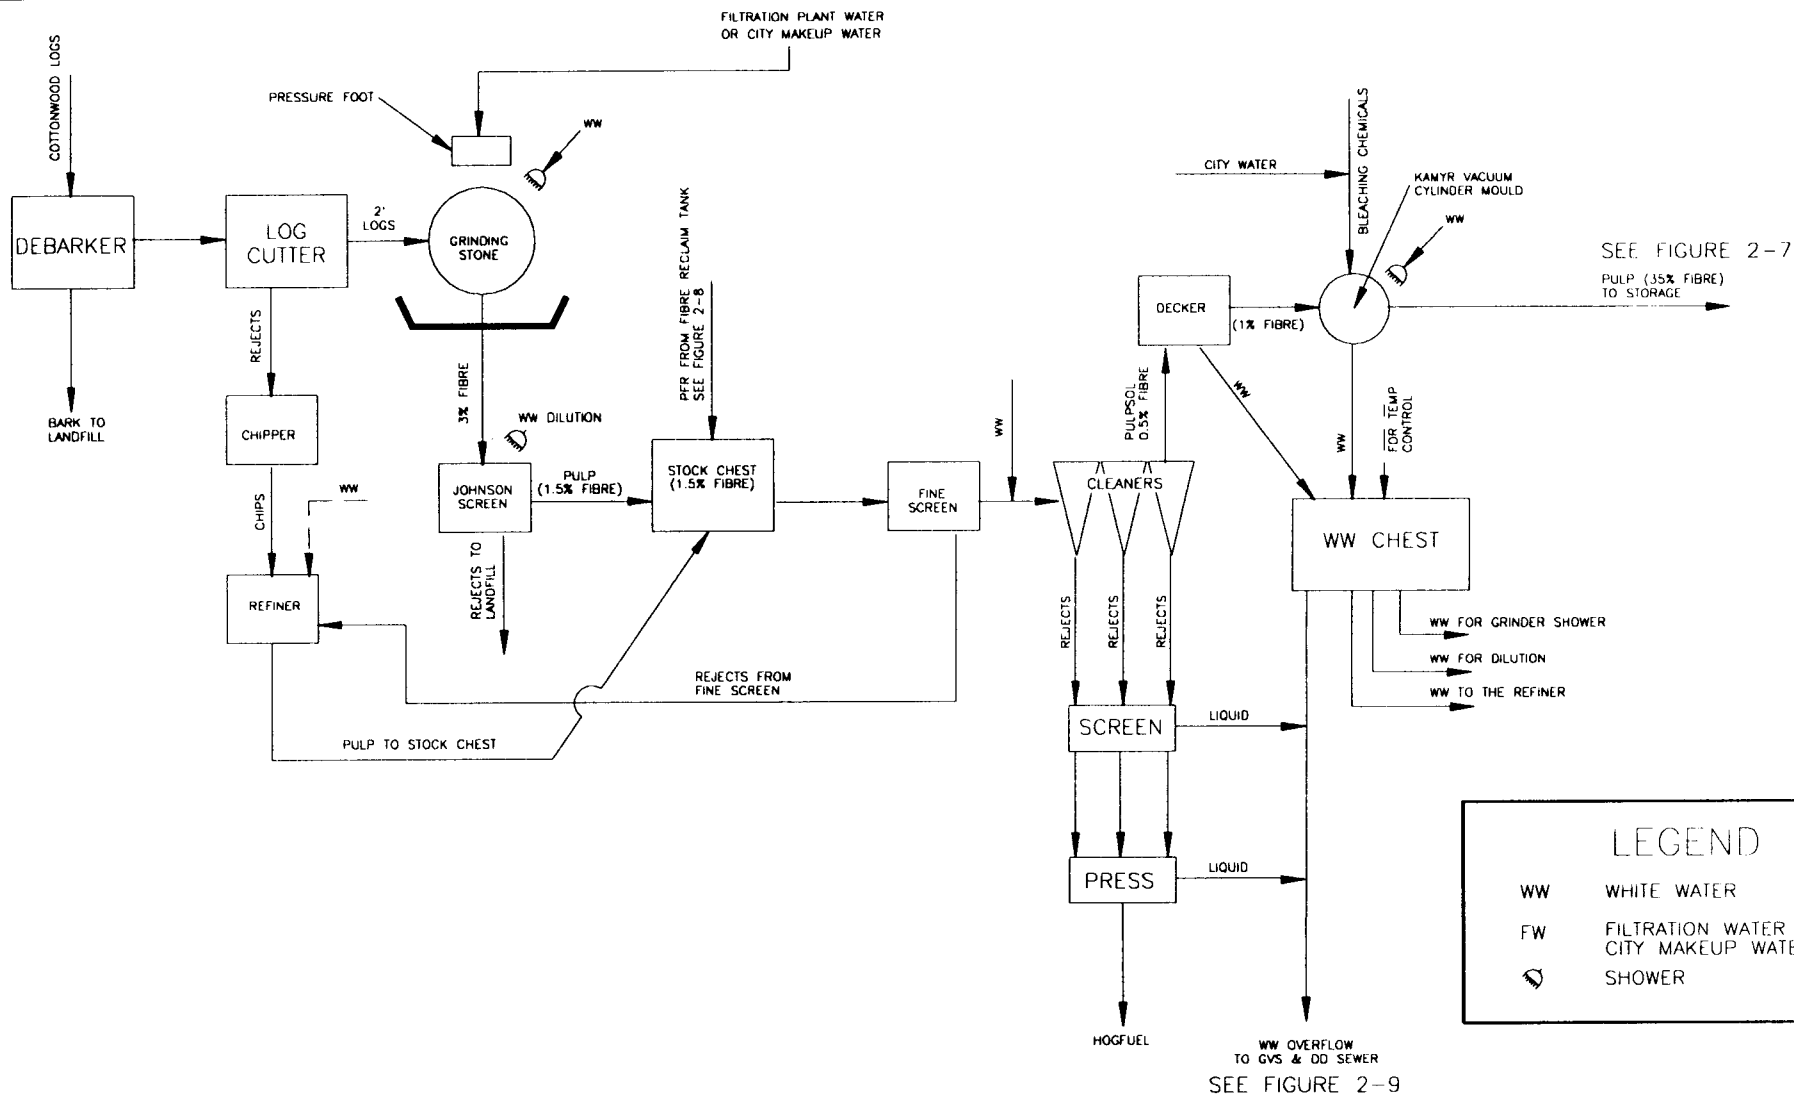 FILTRATION PLANT WATER
OR CITY MAKEUP WATER
COTTONWOOD LOGS
PRESSURE FOOT
WW
BLEACHING CHEMICALS
CITY WATER
KAMYR VACUUM
CYLINDER MOULD
WW
DEBARKER
LOG
CUTTER
2'
LOGS
GRINDING
STONE
PFR FROM FIBRE RECLAIM TANK
SEE FIGURE 2-8
SEE FIGURE 2-7
PULP (35% FIBRE)
TO STORAGE
DECKER
(1% FIBRE)
REJECTS
3% FIBRE
WW DILUTION
PULPSOL
0.5% FIBRE
WW
WW
FOR TEMP
CONTROL
BARK TO
LANDFILL
CHIPPER
WW
CHIPS
WW
JOHNSON
SCREEN
PULP
(1.5% FIBRE)
STOCK CHEST
(1.5% FIBRE)
FINE
SCREEN
CLEANERS
WW CHEST
REJECTS TO
LANDFILL
REFINER
REJECTS
REJECTS
REJECTS
WW FOR GRINDER SHOWER
WW FOR DILUTION
WW TO THE REFINER
REJECTS FROM
FINE SCREEN
PULP TO STOCK CHEST
SCREEN
LIQUID
PRESS
LIQUID
HOGFUEL
WW OVERFLOW
TO GVS & DD SEWER
SEE FIGURE 2-9
LEGEND
WW WHITE WATER
FW FILTRATION WATER
CITY MAKEUP WATE
SHOWER